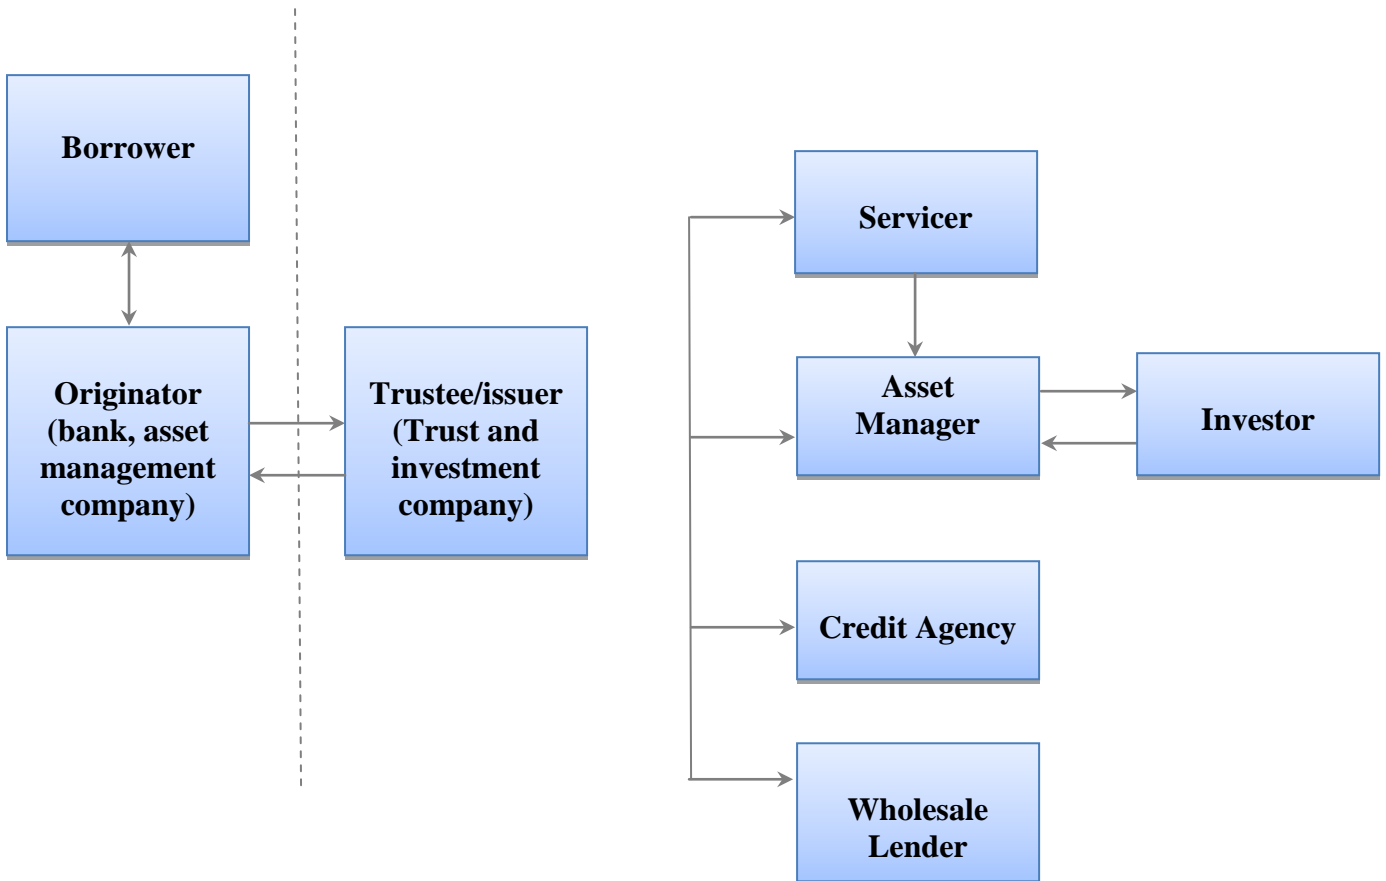 Borrower
Originator
(bank, asset
management
company)
Trustee/issuer
(Trust and
investment
company)
Servicer
Asset
Manager
Investor
Credit Agency
Wholesale
Lender